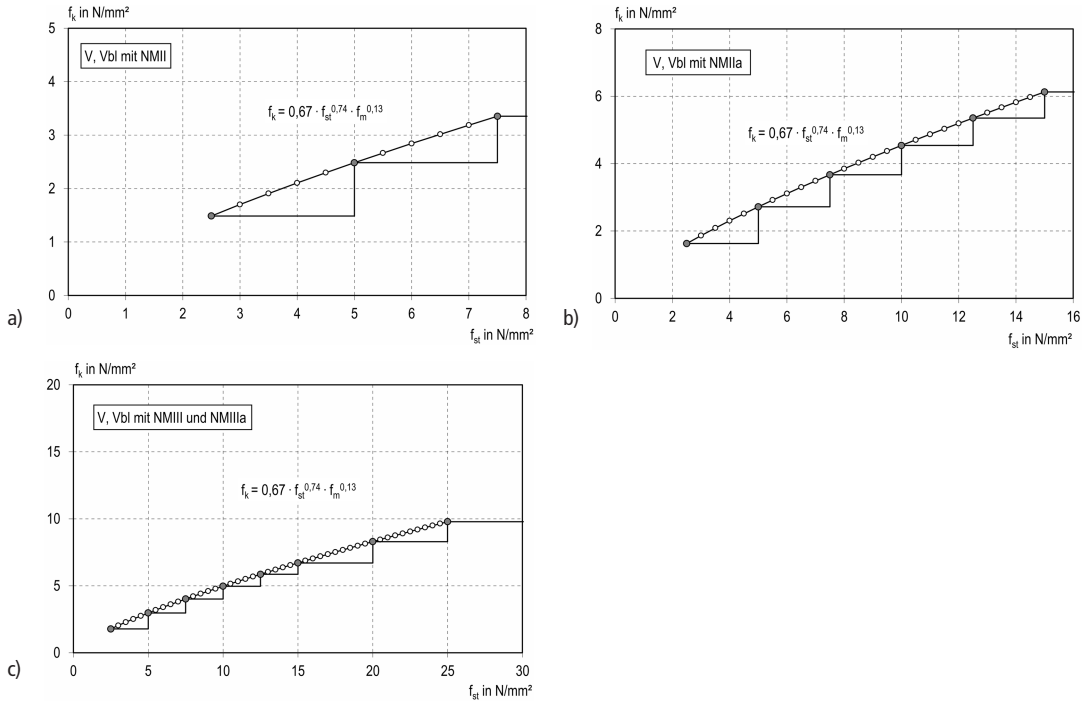 f_k in N/mm²
5
V, Vbl mit NMII
4
f_k = 0,67 · f_st^0,74 · f_m^0,13
3
2
1
0
0 1 2 3 4 5 6 7 8
f_st in N/mm²
a)
f_k in N/mm²
8
V, Vbl mit NMIIa
6
f_k = 0,67 · f_st^0,74 · f_m^0,13
4
2
0
0 2 4 6 8 10 12 14 16
f_st in N/mm²
b)
f_k in N/mm²
20
V, Vbl mit NMIII und NMIIIa
15
f_k = 0,67 · f_st^0,74 · f_m^0,13
10
5
0
0 5 10 15 20 25 30
f_st in N/mm²
c)